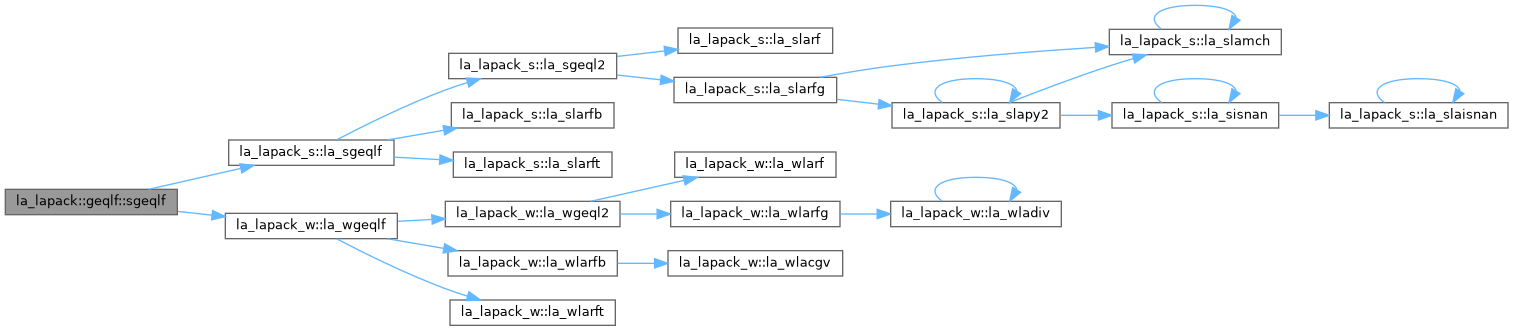 la_lapack::geqlf::sgeqlf
la_lapack_s::la_sgeqlf
la_lapack_s::la_sgeql2
la_lapack_s::la_slarf
la_lapack_s::la_slarfg
la_lapack_s::la_slamch
la_lapack_s::la_slapy2
la_lapack_s::la_sisnan
la_lapack_s::la_slaisnan
la_lapack_s::la_slarfb
la_lapack_s::la_slarft
la_lapack_w::la_wgeqlf
la_lapack_w::la_wgeql2
la_lapack_w::la_wlarf
la_lapack_w::la_wlarfg
la_lapack_w::la_wladiv
la_lapack_w::la_wlarfb
la_lapack_w::la_wlacgv
la_lapack_w::la_wlarft